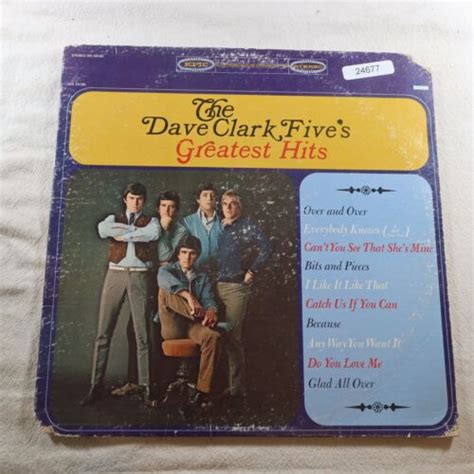 EPIC
STEREO
24677
The
Dave Clark Five's
Greatest Hits
Over and Over
Everybody Knows
Can't You See That She's Mine
Bits and Pieces
I Like It Like That
Catch Us If You Can
Because
Any Way You Want It
Do You Love Me
Glad All Over